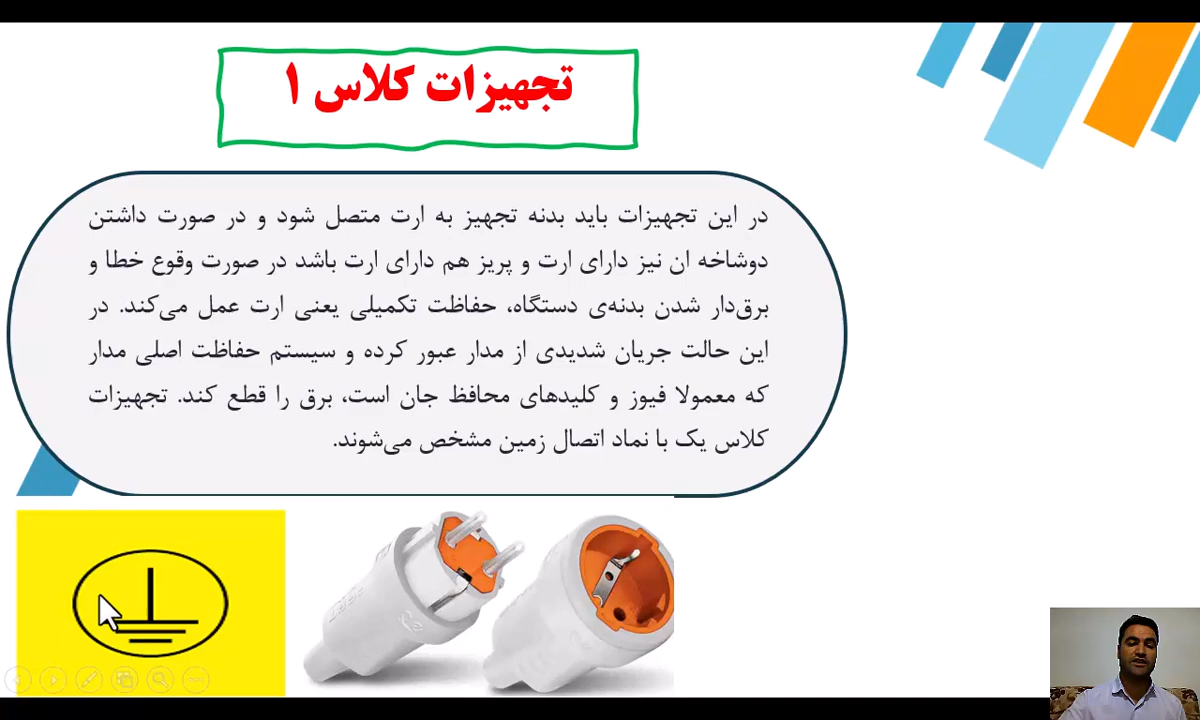 تجهیزات کلاس ۱
در این تجهیزات باید بدنه تجهیز به ارت متصل شود و در صورت داشتن
دوشاخه ان نیز دارای ارت و پریز هم دارای ارت باشد در صورت وقوع خطا و
برق‌دار شدن بدنه‌ی دستگاه، حفاظت تکمیلی یعنی ارت عمل می‌کند. در
این حالت جریان شدیدی از مدار عبور کرده و سیستم حفاظت اصلی مدار
که معمولا فیوز و کلیدهای محافظ جان است، برق را قطع کند. تجهیزات
کلاس یک با نماد اتصال زمین مشخص می‌شوند.